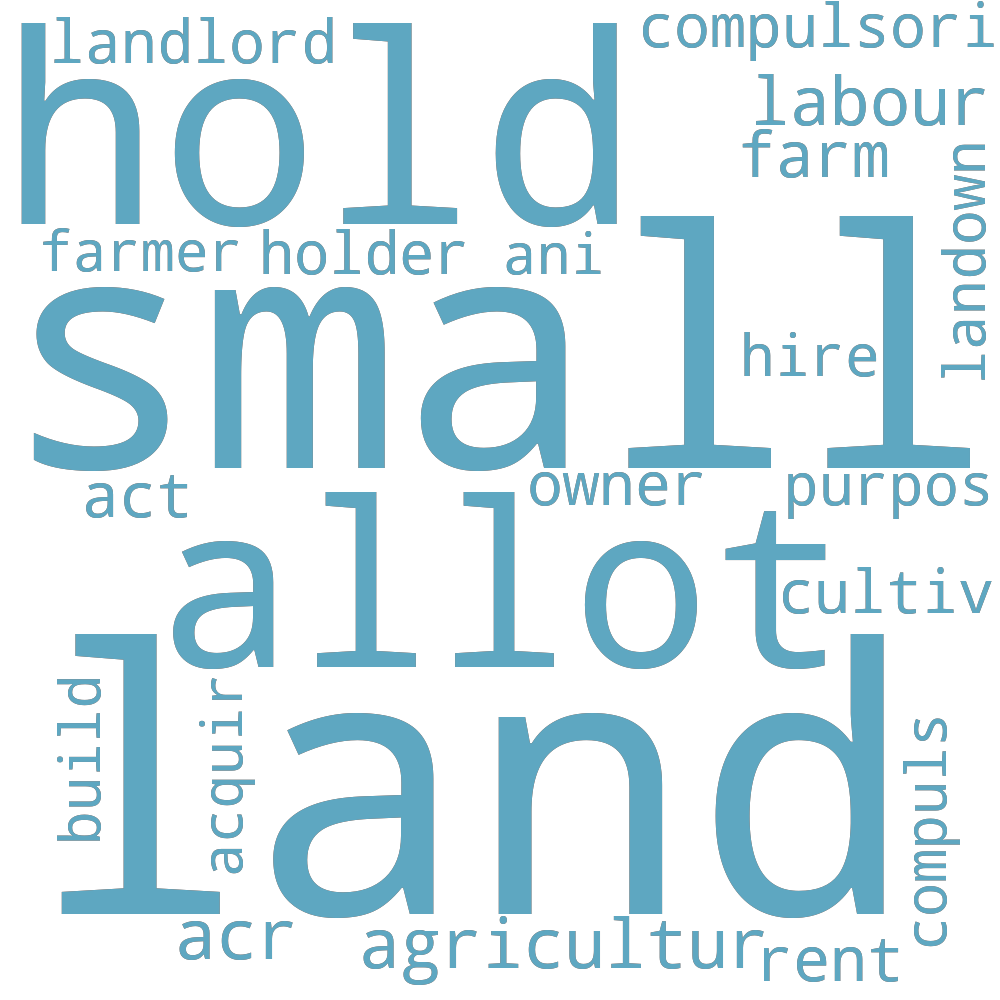 landlord
compulsori
hold
labour
farm
landown
farmer holder ani
small
hire
act
owner
purpos
allot
cultiv
build
acquir
land
compuls
acr
agricultur
rent